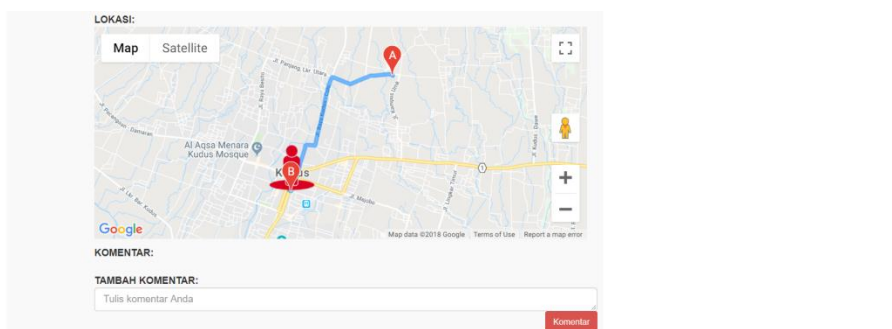 LOKASI:
Map Satellite
A
Al Aqsa Menara
Kudus Mosque
B
1
Google
Map data ©2018 Google Terms of Use Report a map error
KOMENTAR:
TAMBAH KOMENTAR:
Tulis komentar Anda
Komentar